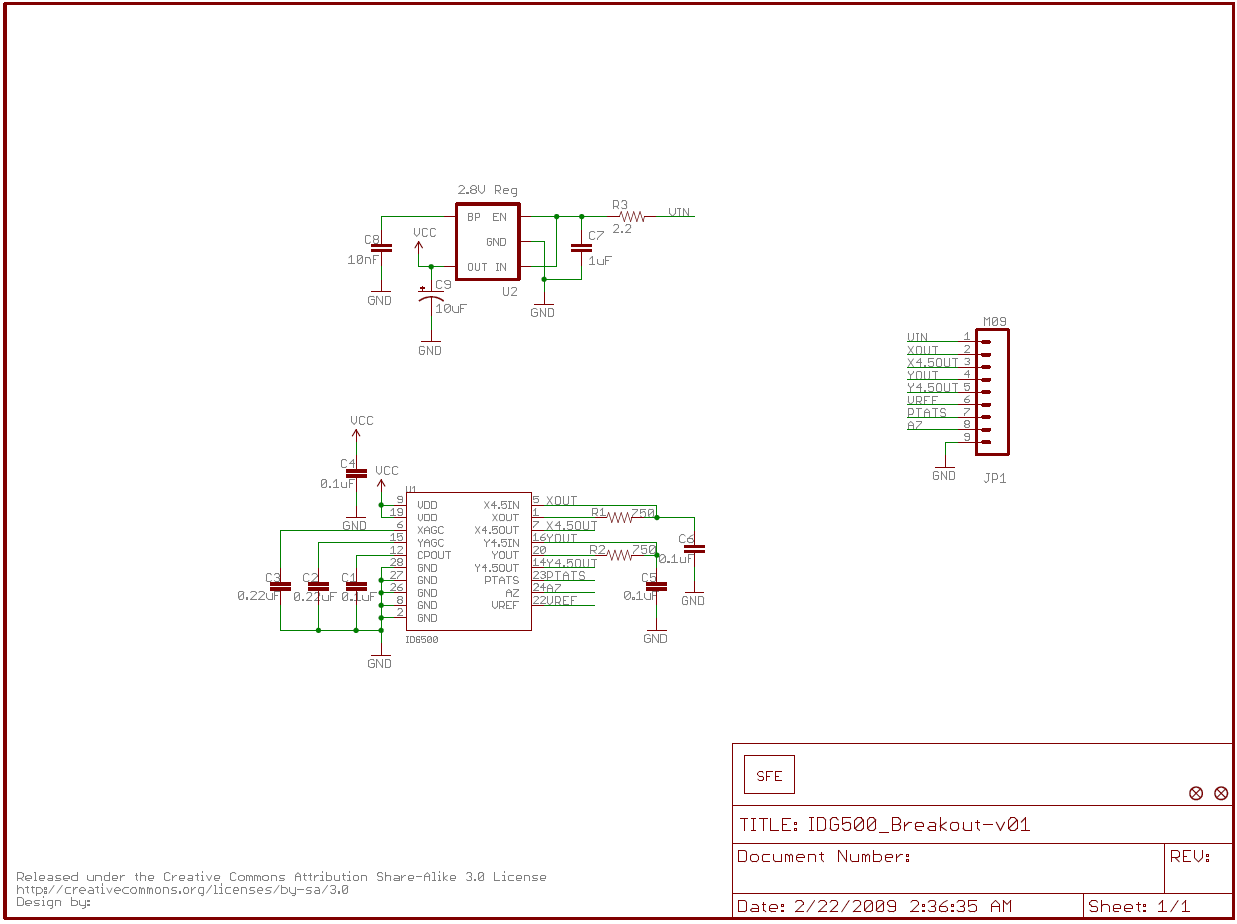 2.8V Reg
BP EN
GND
OUT IN
U2
C8
10nF
GND
VCC
C9
10uF
GND
GND
C7
1uF
R3
2.2
VIN
M09
VIN 1
XOUT 2
X4.5OUT 3
YOUT 4
Y4.5OUT 5
VREF 6
PTATS 7
AZ 8
9
GND
JP1
VCC
C4
0.1uF
GND
VCC
U1
9 VDD X4.5IN 5 XOUT
19 VDD XOUT 1 R1 750
6 XAGC X4.5OUT 7 X4.5OUT
15 YAGC Y4.5IN 16 YOUT
12 CPOUT YOUT 20 R2 750
28 GND Y4.5OUT 14 Y4.5OUT
27 GND PTATS 23 PTATS
26 GND AZ 24 AZ
8 GND VREF 22 VREF
2 GND
IDG500
C3
0.22uF
C2
0.22uF
C1
0.1uF
GND
C6
0.1uF
GND
C5
0.1uF
GND
SFE
TITLE: IDG500_Breakout-v01
Document Number:
REV:
Date: 2/22/2009 2:36:35 AM
Sheet: 1/1
Released under the Creative Commons Attribution Share-Alike 3.0 License
http://creativecommons.org/licenses/by-sa/3.0
Design by: